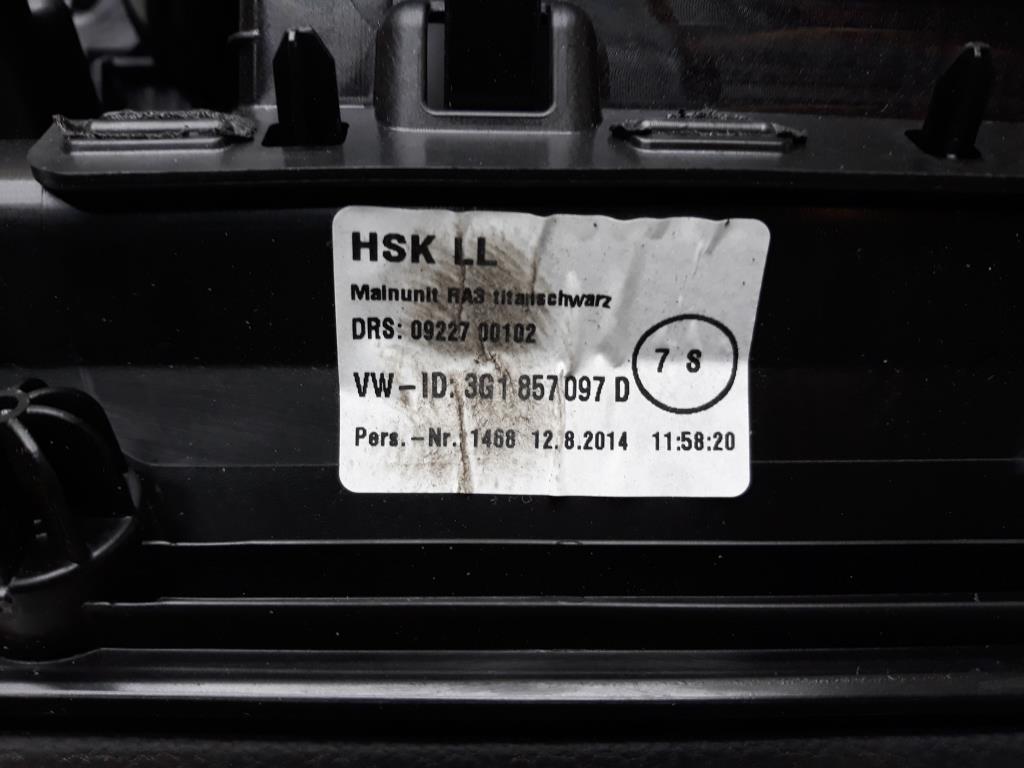 HSK LL
Mainunit RA3 titanschwarz
DRS: 09227 00102
7 S
VW-ID: 3G1 857 097 D
Pers.-Nr. 1468 12.8.2014 11:58:20